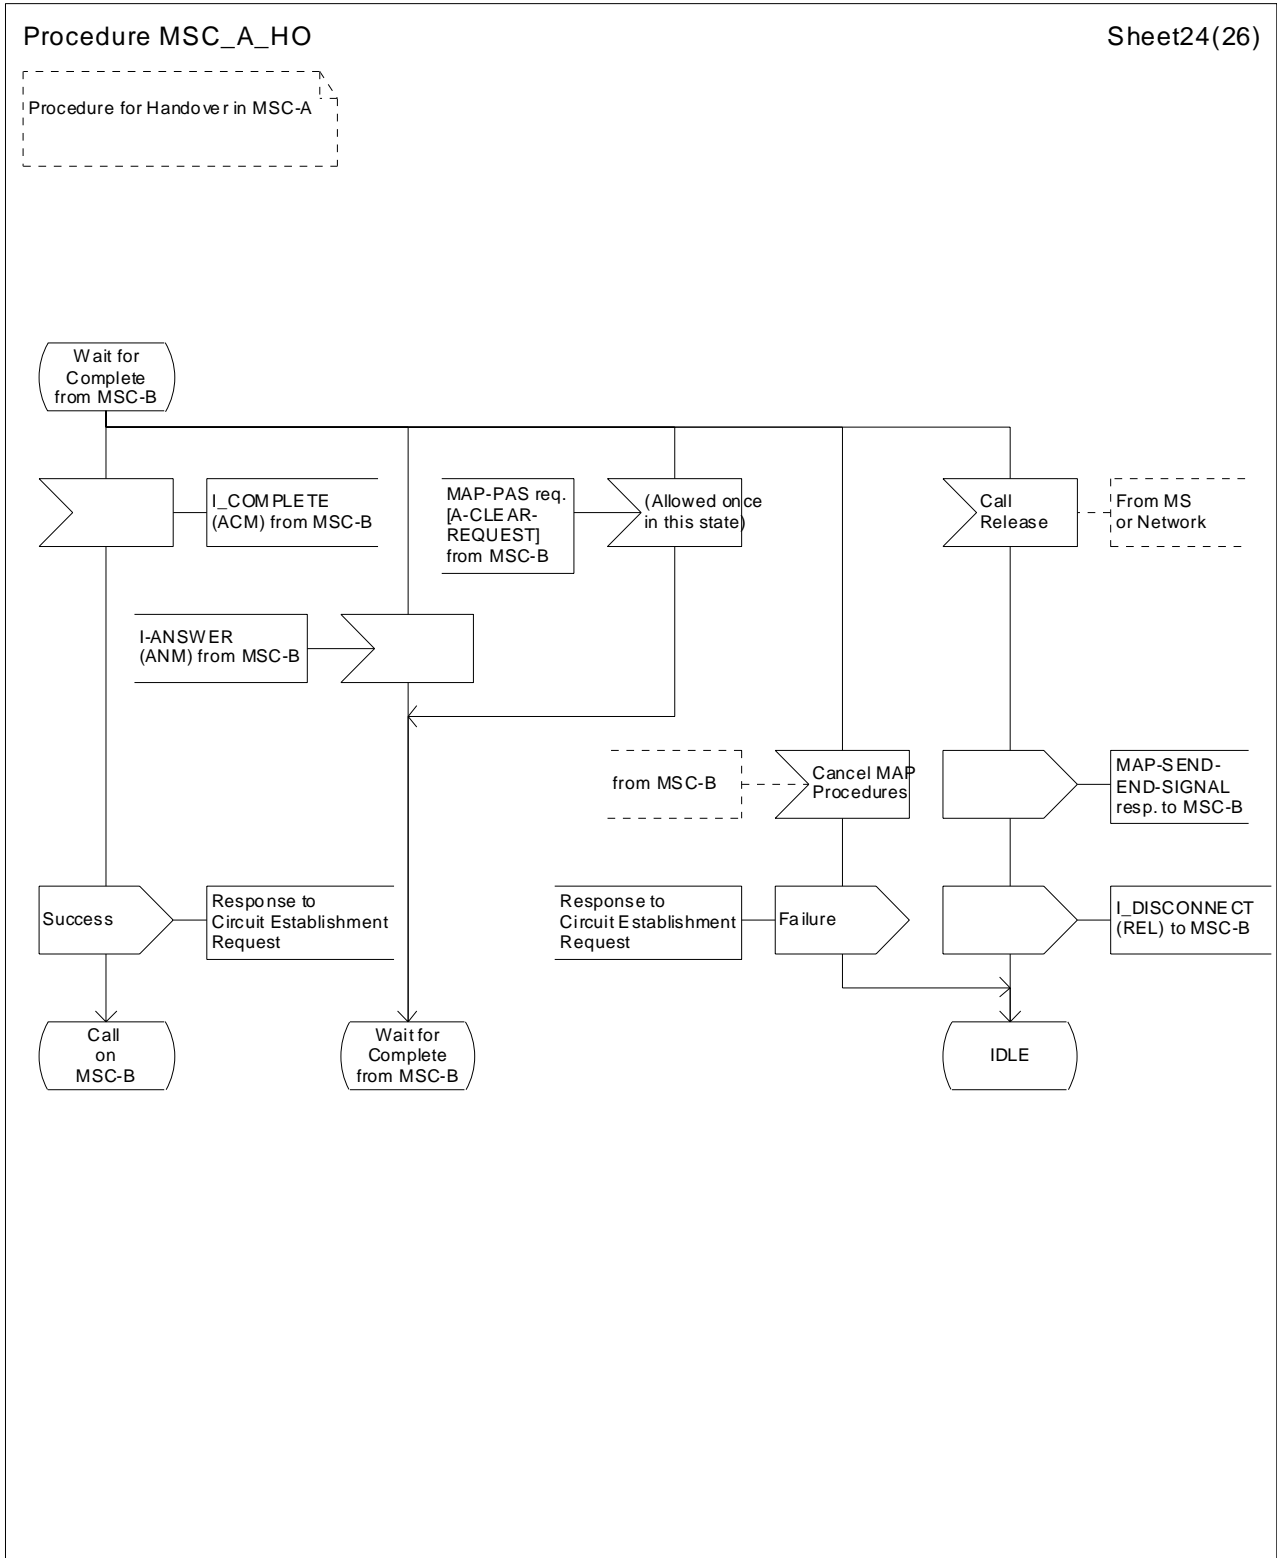 Procedure MSC_A_HO
Sheet24(26)
Procedure for Handover in MSC-A
Wait for
Complete
from MSC-B
I_COMPLETE
(ACM) from MSC-B
MAP-PAS req.
[A-CLEAR-
REQUEST]
from MSC-B
(Allowed once
in this state)
Call
Release
From MS
or Network
I-ANSWER
(ANM) from MSC-B
from MSC-B
Cancel MAP
Procedures
MAP-SEND-
END-SIGNAL
resp. to MSC-B
Success
Response to
Circuit Establishment
Request
Response to
Circuit Establishment
Request
Failure
I_DISCONNECT
(REL) to MSC-B
Call
on
MSC-B
Wait for
Complete
from MSC-B
IDLE